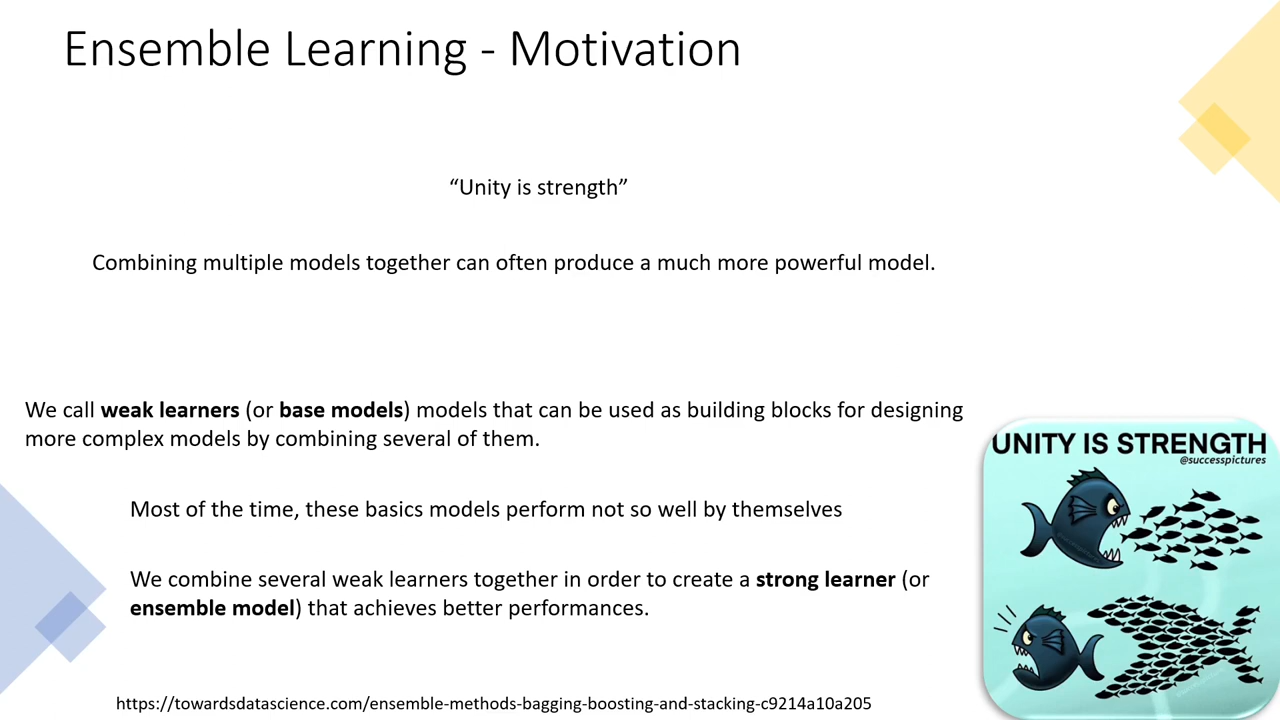 Ensemble Learning - Motivation
“Unity is strength”
Combining multiple models together can often produce a much more powerful model.
We call weak learners (or base models) models that can be used as building blocks for designing
more complex models by combining several of them.
Most of the time, these basics models perform not so well by themselves
We combine several weak learners together in order to create a strong learner (or
ensemble model) that achieves better performances.
UNITY IS STRENGTH
@successpictures
https://towardsdatascience.com/ensemble-methods-bagging-boosting-and-stacking-c9214a10a205